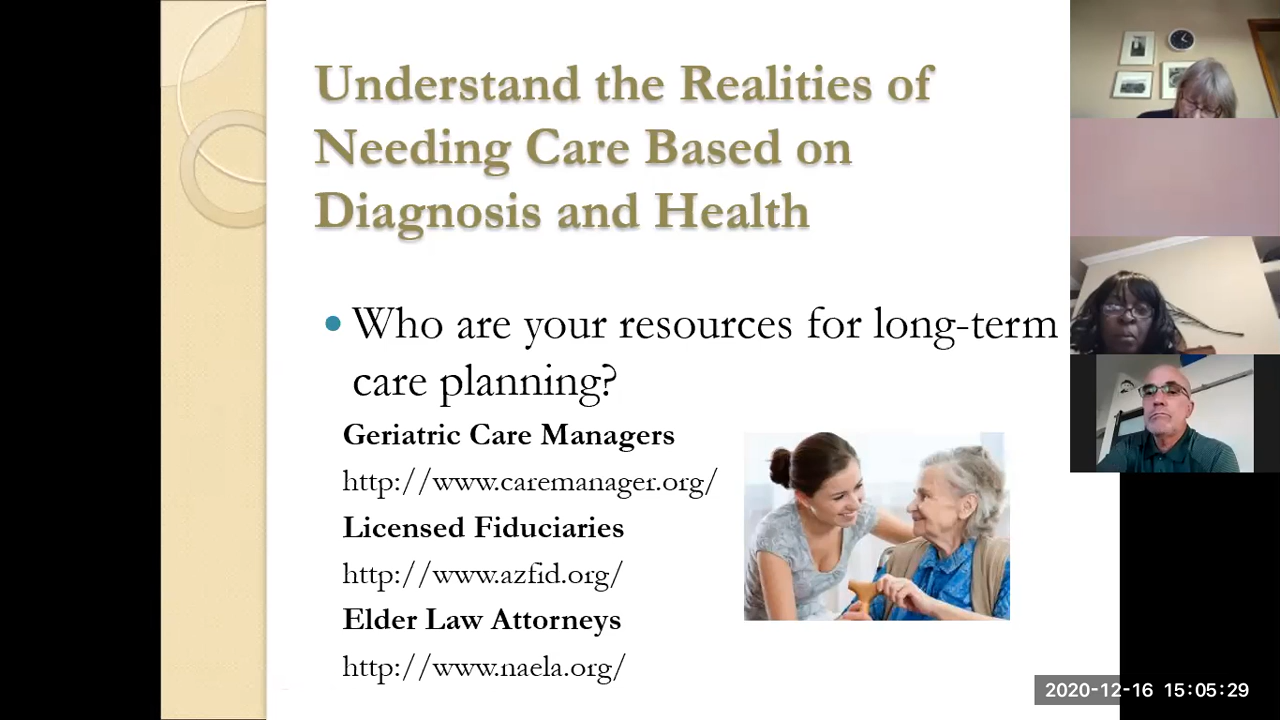 Understand the Realities of
Needing Care Based on
Diagnosis and Health
• Who are your resources for long-term
care planning?
Geriatric Care Managers
http://www.caremanager.org/
Licensed Fiduciaries
http://www.azfid.org/
Elder Law Attorneys
http://www.naela.org/
2020-12-16 15:05:29